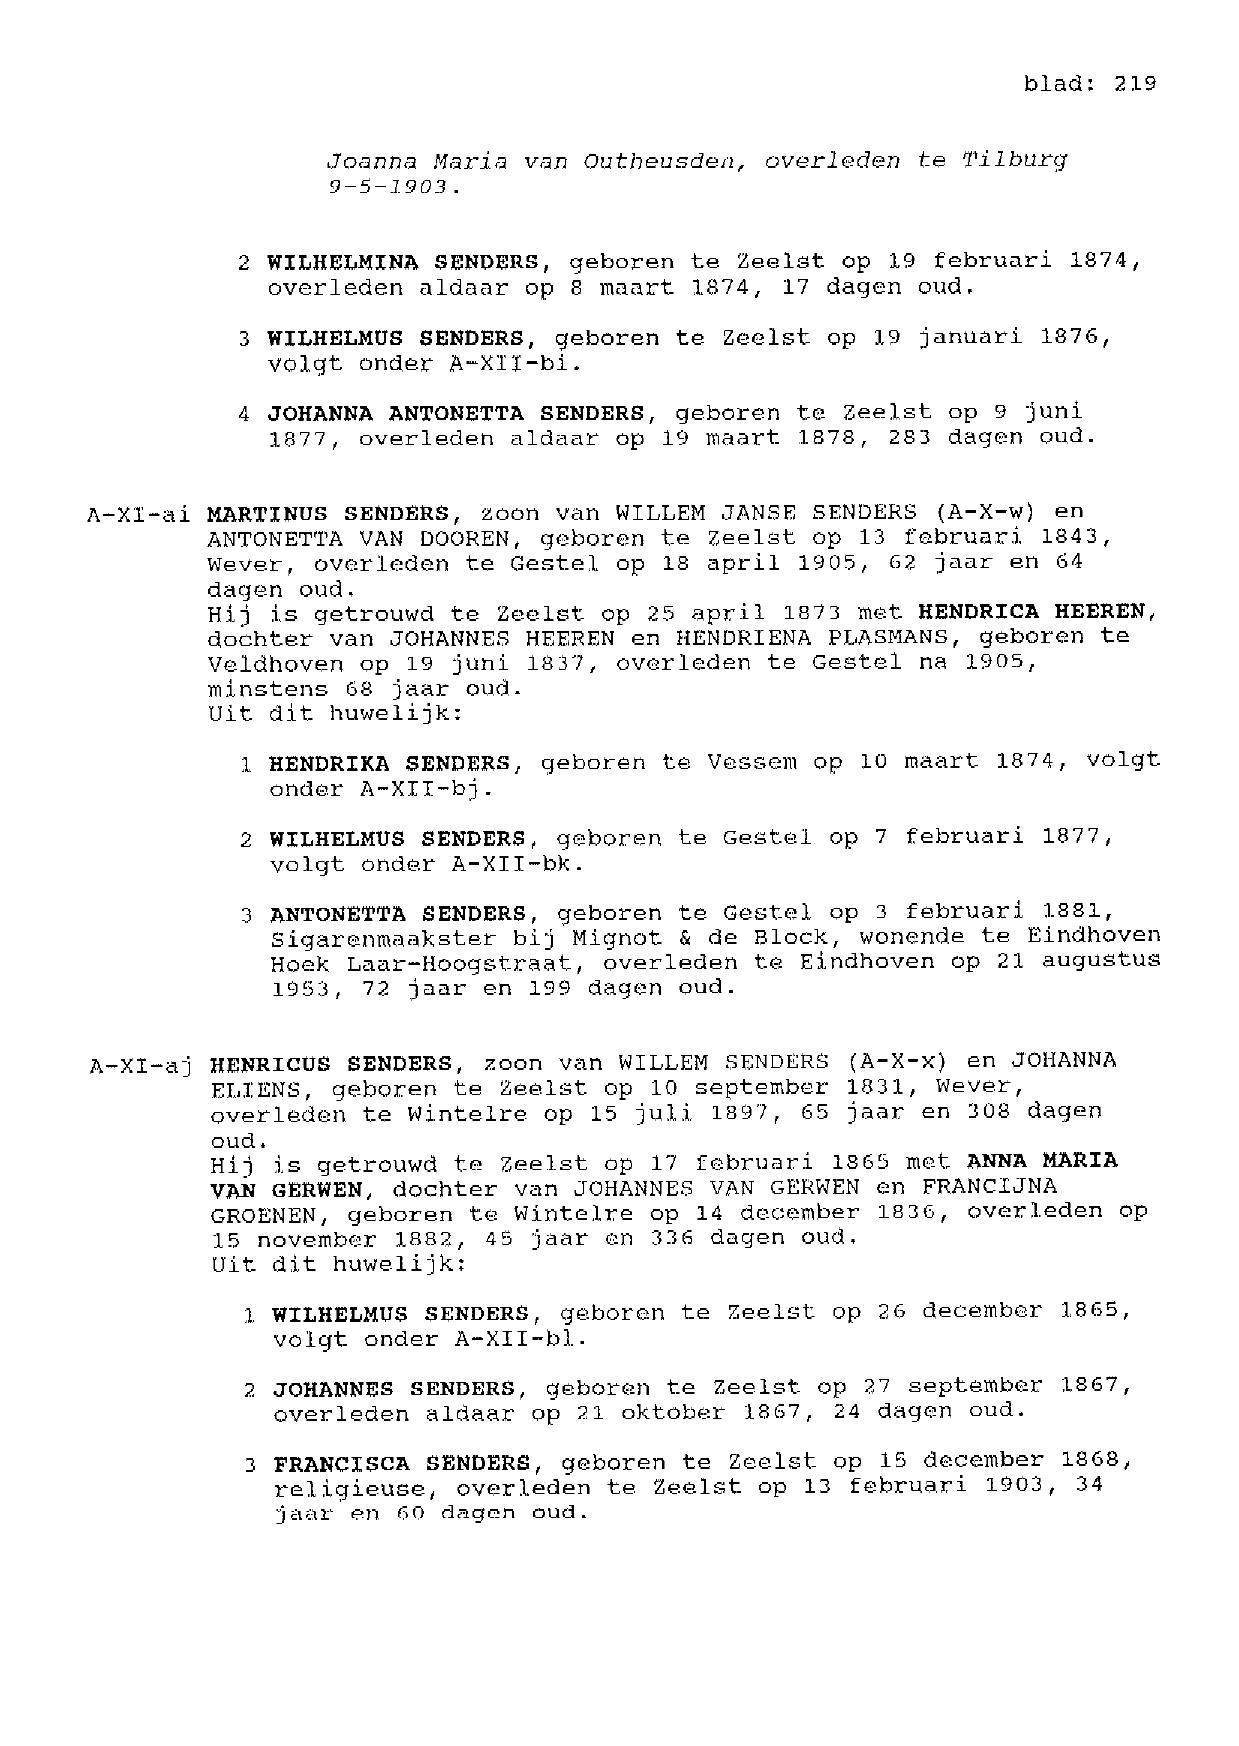 blad: 219
Joanna Maria van Outheusden, overleden te Tilburg
9-5-1903.
2 WILHELMINA SENDERS, geboren te Zeelst op 19 februari 1874,
overleden aldaar op 8 maart 1874, 17 dagen oud.
3 WILHELMUS SENDERS, geboren te Zeelst op 19 januari 1876,
volgt onder A-XII-bi.
4 JOHANNA ANTONETTA SENDERS, geboren te Zeelst op 9 juni
1877, overleden aldaar op 19 maart 1878, 283 dagen oud.
A-XI-ai MARTINUS SENDERS, zoon van WILLEM JANSE SENDERS (A-X-w) en
ANTONETTA VAN DOOREN, geboren te Zeelst op 13 februari 1843,
Wever, overleden te Gestel op 18 april 1905, 62 jaar en 64
dagen oud.
Hij is getrouwd te Zeelst op 25 april 1873 met HENDRICA HEEREN,
dochter van JOHANNES HEEREN en HENDRIENA PLASMANS, geboren te
Veldhoven op 19 juni 1837, overleden te Gestel na 1905,
minstens 68 jaar oud.
Uit dit huwelijk:
1 HENDRIKA SENDERS, geboren te Vessem op 10 maart 1874, volgt
onder A-XII-bj.
2 WILHELMUS SENDERS, geboren te Gestel op 7 februari 1877,
volgt onder A-XII-bk.
3 ANTONETTA SENDERS, geboren te Gestel op 3 februari 1881,
Sigarenmaakster bij Mignot & de Block, wonende te Eindhoven
Hoek Laar-Hoogstraat, overleden te Eindhoven op 21 augustus
1953, 72 jaar en 199 dagen oud.
A-XI-aj HENRICUS SENDERS, zoon van WILLEM SENDERS (A-X-x) en JOHANNA
ELIENS, geboren te Zeelst op 10 september 1831, Wever,
overleden te Wintelre op 15 juli 1897, 65 jaar en 308 dagen
oud.
Hij is getrouwd te Zeelst op 17 februari 1865 met ANNA MARIA
VAN GERWEN, dochter van JOHANNES VAN GERWEN en FRANCIJNA
GROENEN, geboren te Wintelre op 14 december 1836, overleden op
15 november 1882, 45 jaar en 336 dagen oud.
Uit dit huwelijk:
1 WILHELMUS SENDERS, geboren te Zeelst op 26 december 1865,
volgt onder A-XII-bl.
2 JOHANNES SENDERS, geboren te Zeelst op 27 september 1867,
overleden aldaar op 21 oktober 1867, 24 dagen oud.
3 FRANCISCA SENDERS, geboren te Zeelst op 15 december 1868,
religieuse, overleden te Zeelst op 13 februari 1903, 34
jaar en 60 dagen oud.